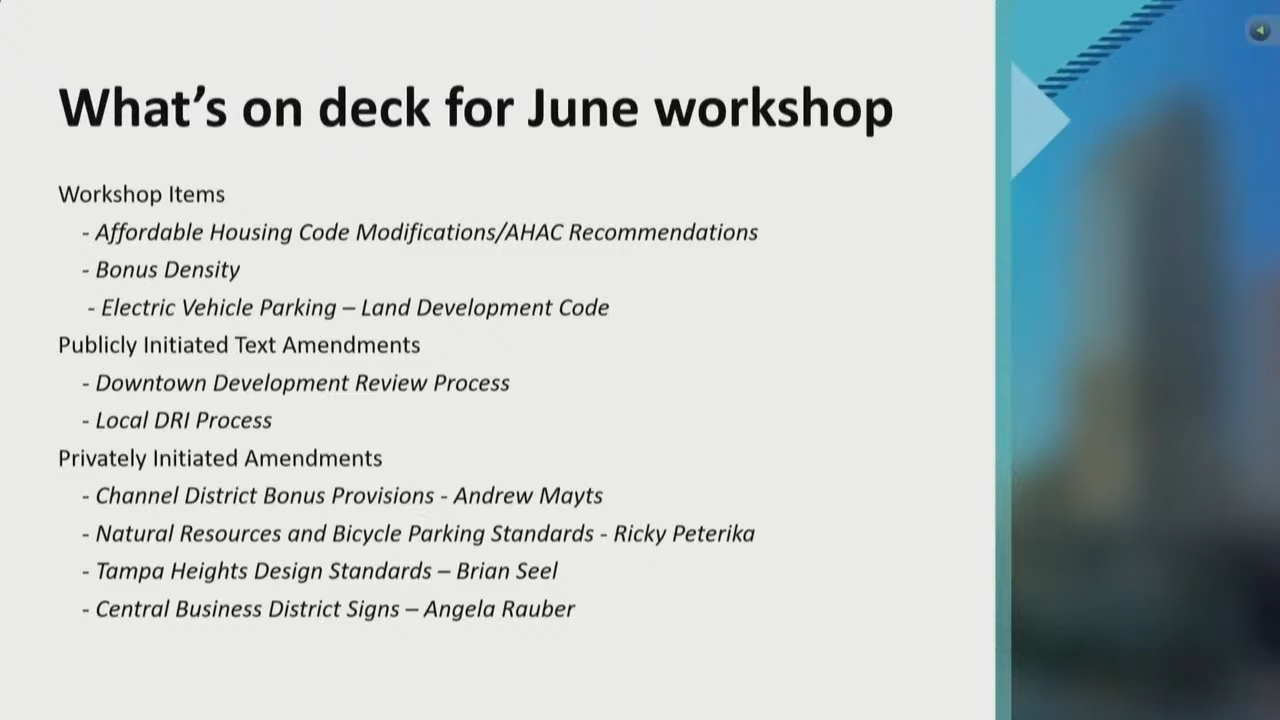 What’s on deck for June workshop
Workshop Items
- Affordable Housing Code Modifications/AHAC Recommendations
- Bonus Density
- Electric Vehicle Parking – Land Development Code
Publicly Initiated Text Amendments
- Downtown Development Review Process
- Local DRI Process
Privately Initiated Amendments
- Channel District Bonus Provisions - Andrew Mayts
- Natural Resources and Bicycle Parking Standards - Ricky Peterika
- Tampa Heights Design Standards – Brian Seel
- Central Business District Signs – Angela Rauber